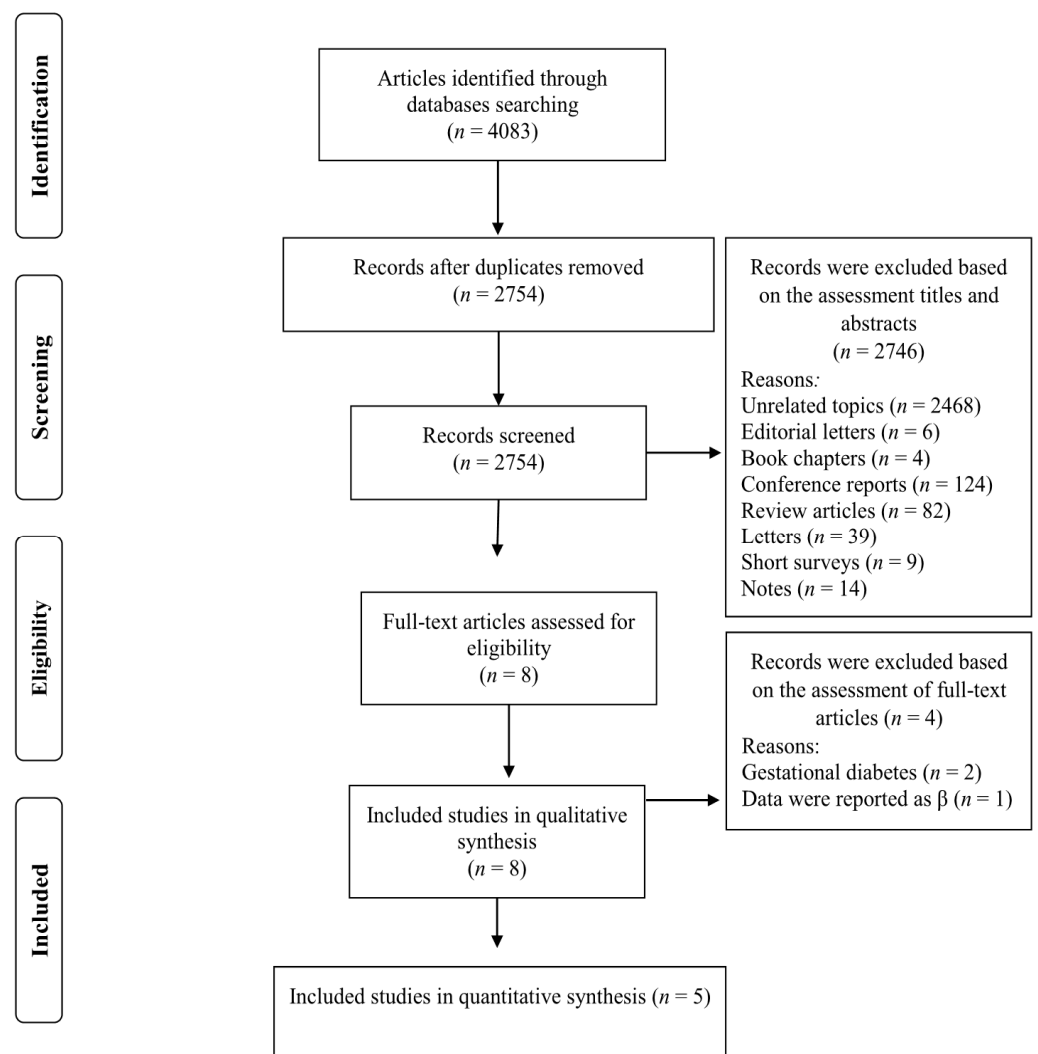 Identification
Articles identified through
databases searching
(n = 4083)
Records after duplicates removed
(n = 2754)
Screening
Records screened
(n = 2754)
Records were excluded based
on the assessment titles and
abstracts
(n = 2746)
Reasons:
Unrelated topics (n = 2468)
Editorial letters (n = 6)
Book chapters (n = 4)
Conference reports (n = 124)
Review articles (n = 82)
Letters (n = 39)
Short surveys (n = 9)
Notes (n = 14)
Eligibility
Full-text articles assessed for
eligibility
(n = 8)
Records were excluded based
on the assessment of full-text
articles (n = 4)
Reasons:
Gestational diabetes (n = 2)
Data were reported as β (n = 1)
Included
Included studies in qualitative
synthesis
(n = 8)
Included studies in quantitative synthesis (n = 5)